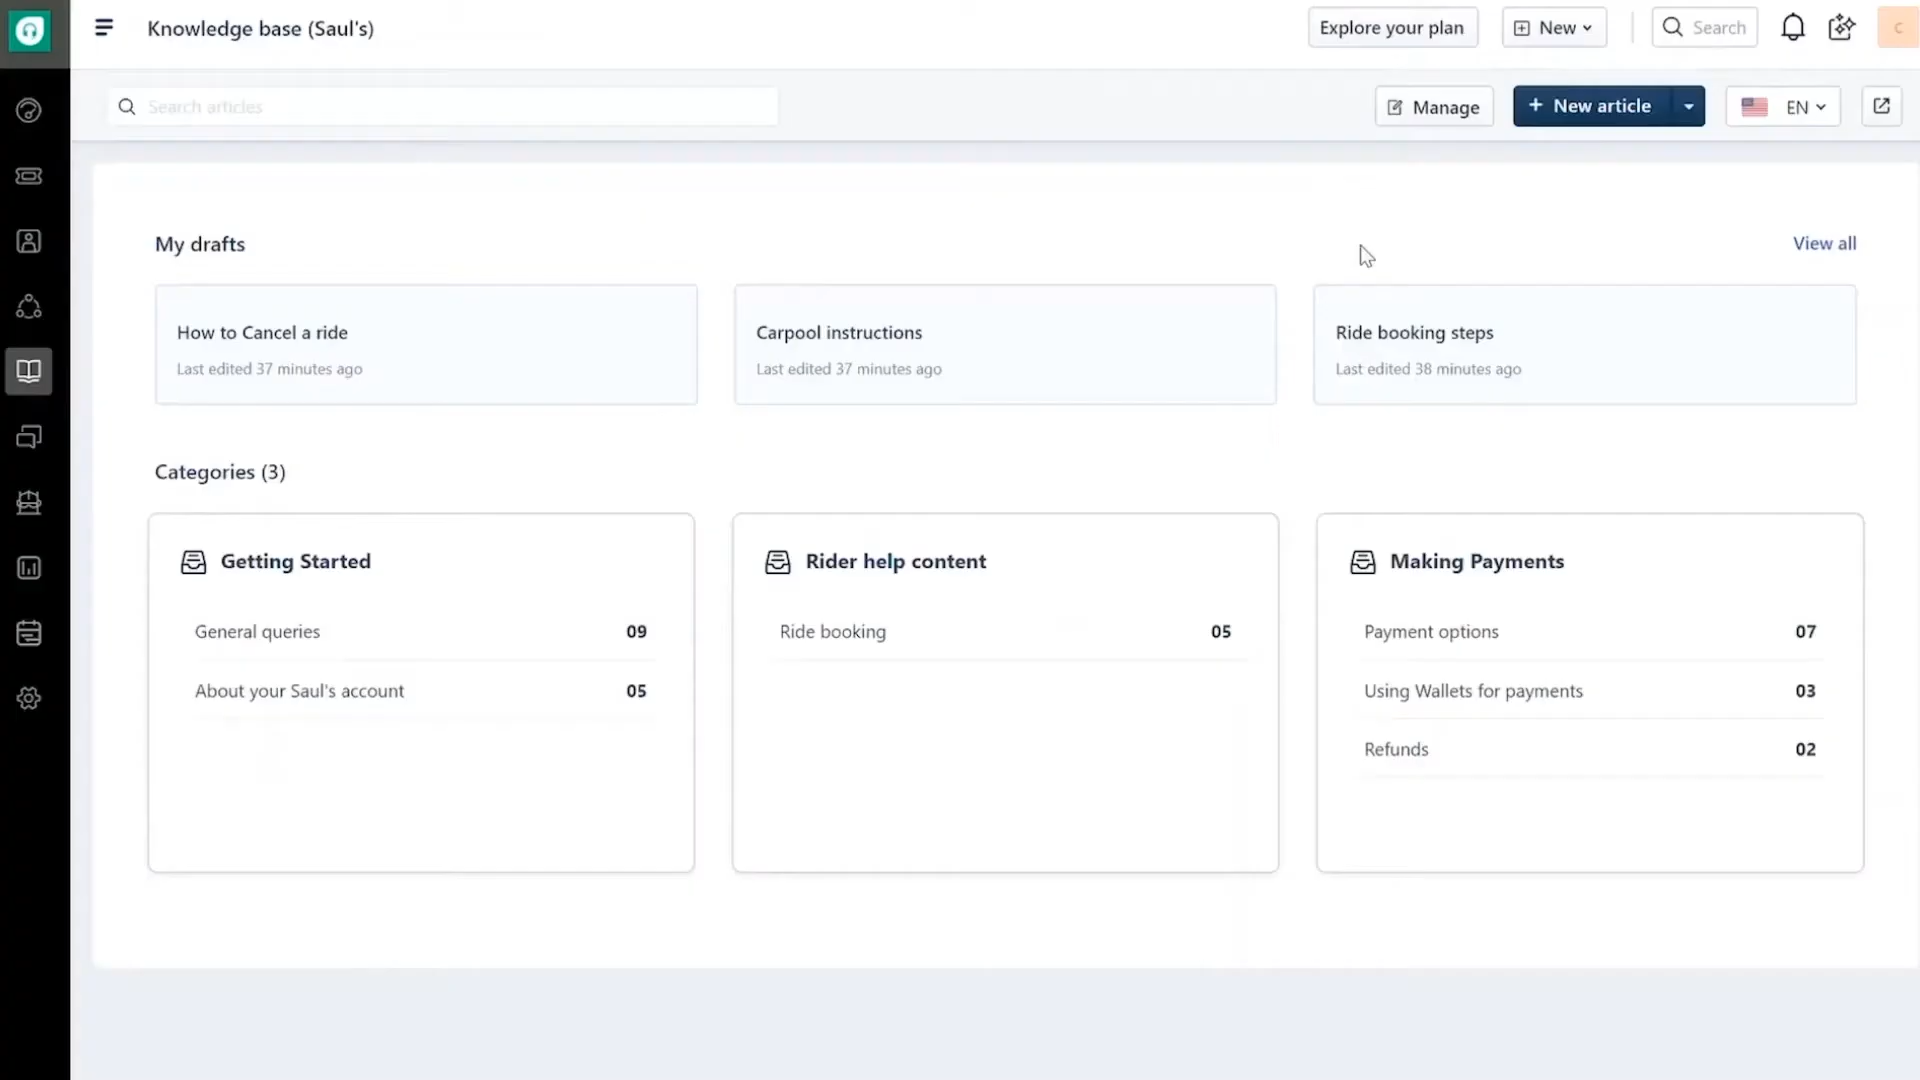 Knowledge base (Saul's)
Explore your plan
New
Search
C
Search articles
Manage
+ New article
EN
My drafts
View all
How to Cancel a ride
Last edited 37 minutes ago
Carpool instructions
Last edited 37 minutes ago
Ride booking steps
Last edited 38 minutes ago
Categories (3)
Getting Started
General queries 09
About your Saul's account 05
Rider help content
Ride booking 05
Making Payments
Payment options 07
Using Wallets for payments 03
Refunds 02